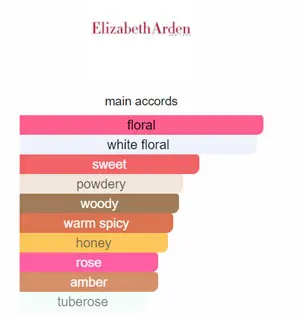 Elizabeth Arden
main accords
floral
white floral
sweet
powdery
woody
warm spicy
honey
rose
amber
tuberose